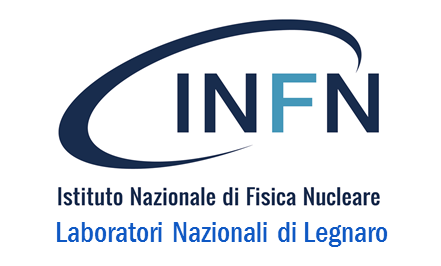 INFN
Istituto Nazionale di Fisica Nucleare
Laboratori Nazionali di Legnaro